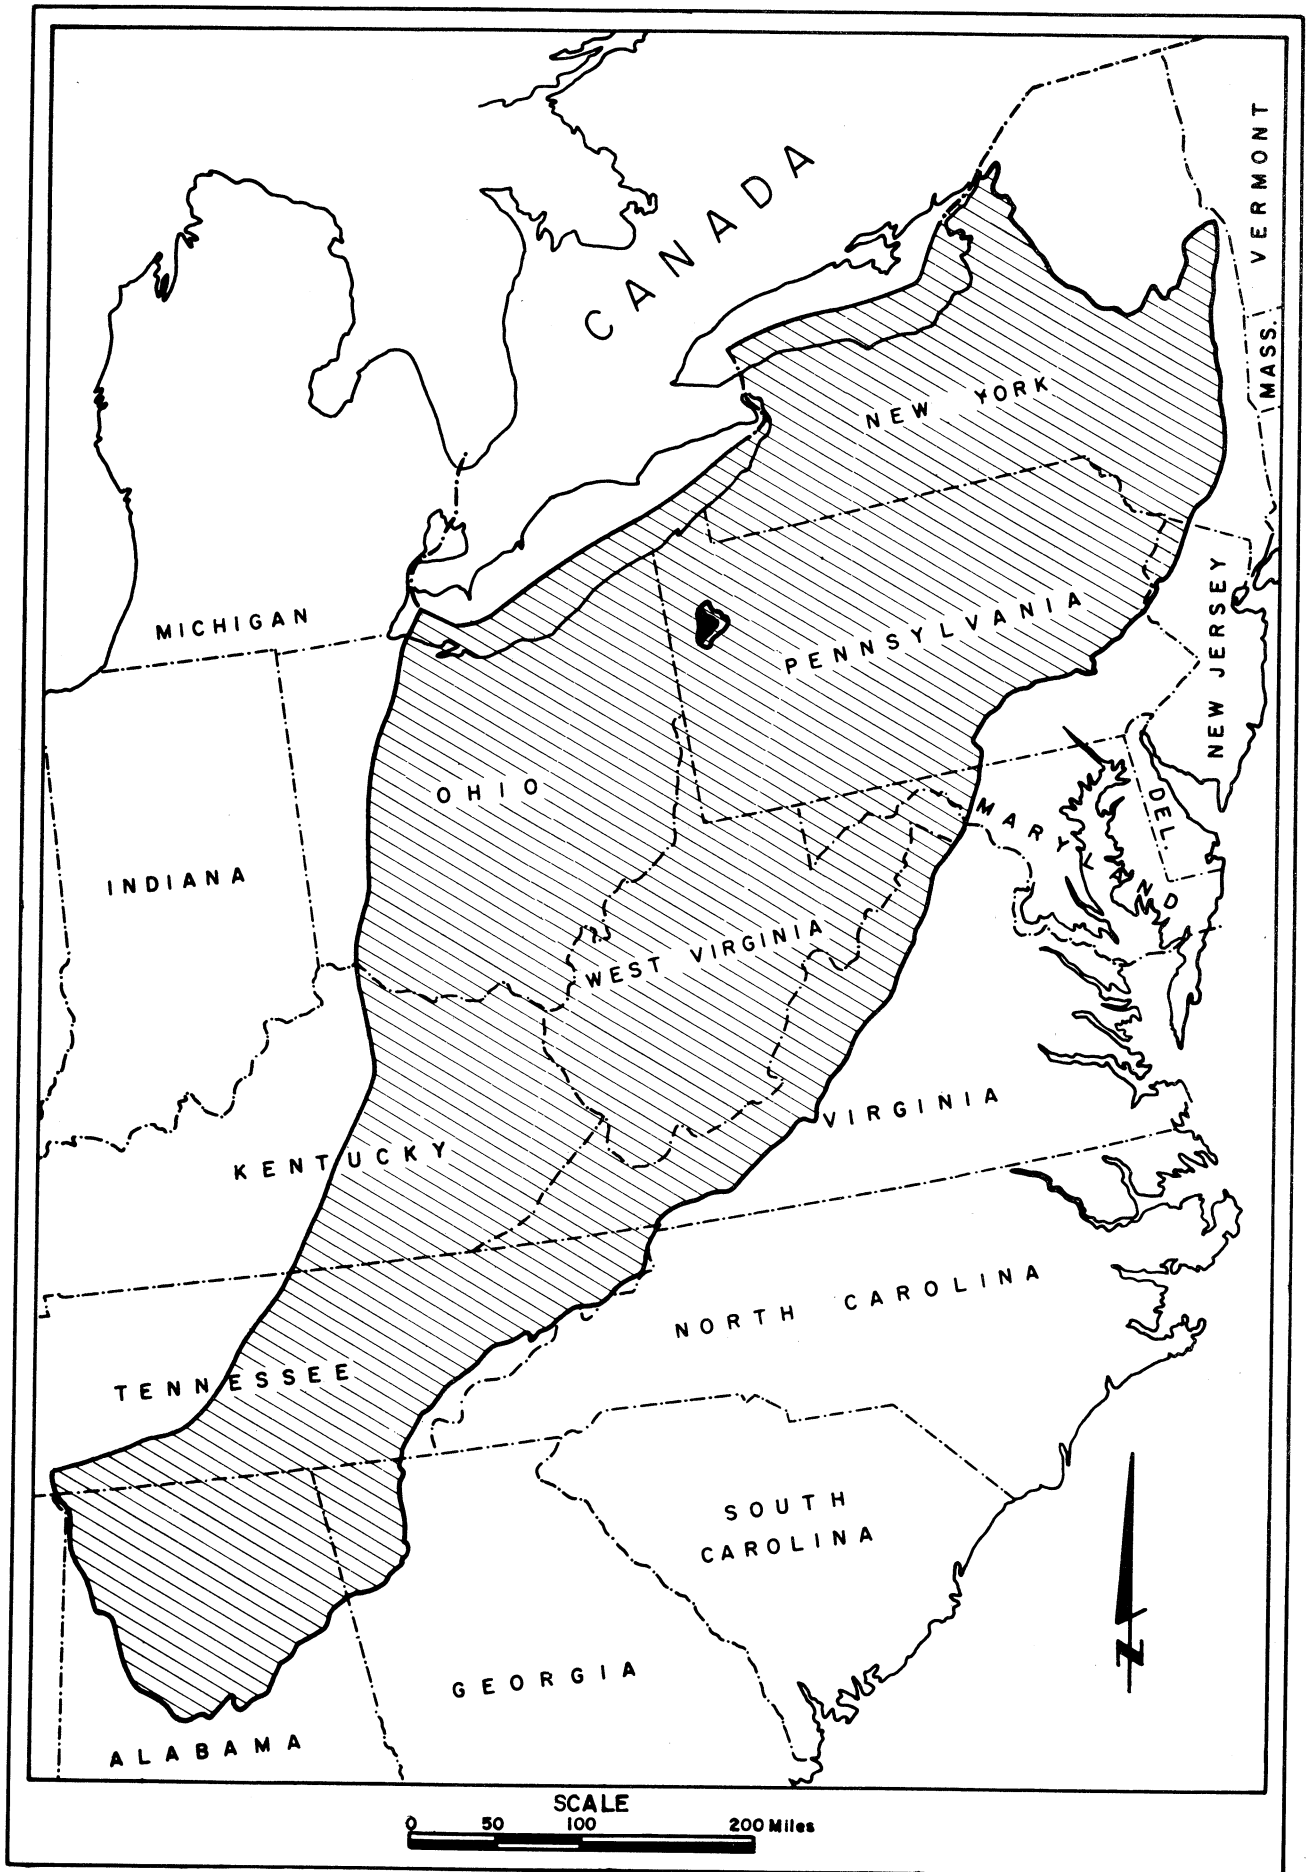 CANADA
VERMONT
MASS.
NEW YORK
MICHIGAN
PENNSYLVANIA
NEW JERSEY
OHIO
MARYLAND
DEL.
INDIANA
WEST VIRGINIA
VIRGINIA
KENTUCKY
NORTH CAROLINA
TENNESSEE
SOUTH
CAROLINA
GEORGIA
ALABAMA
N
SCALE
0 50 100 200 Miles